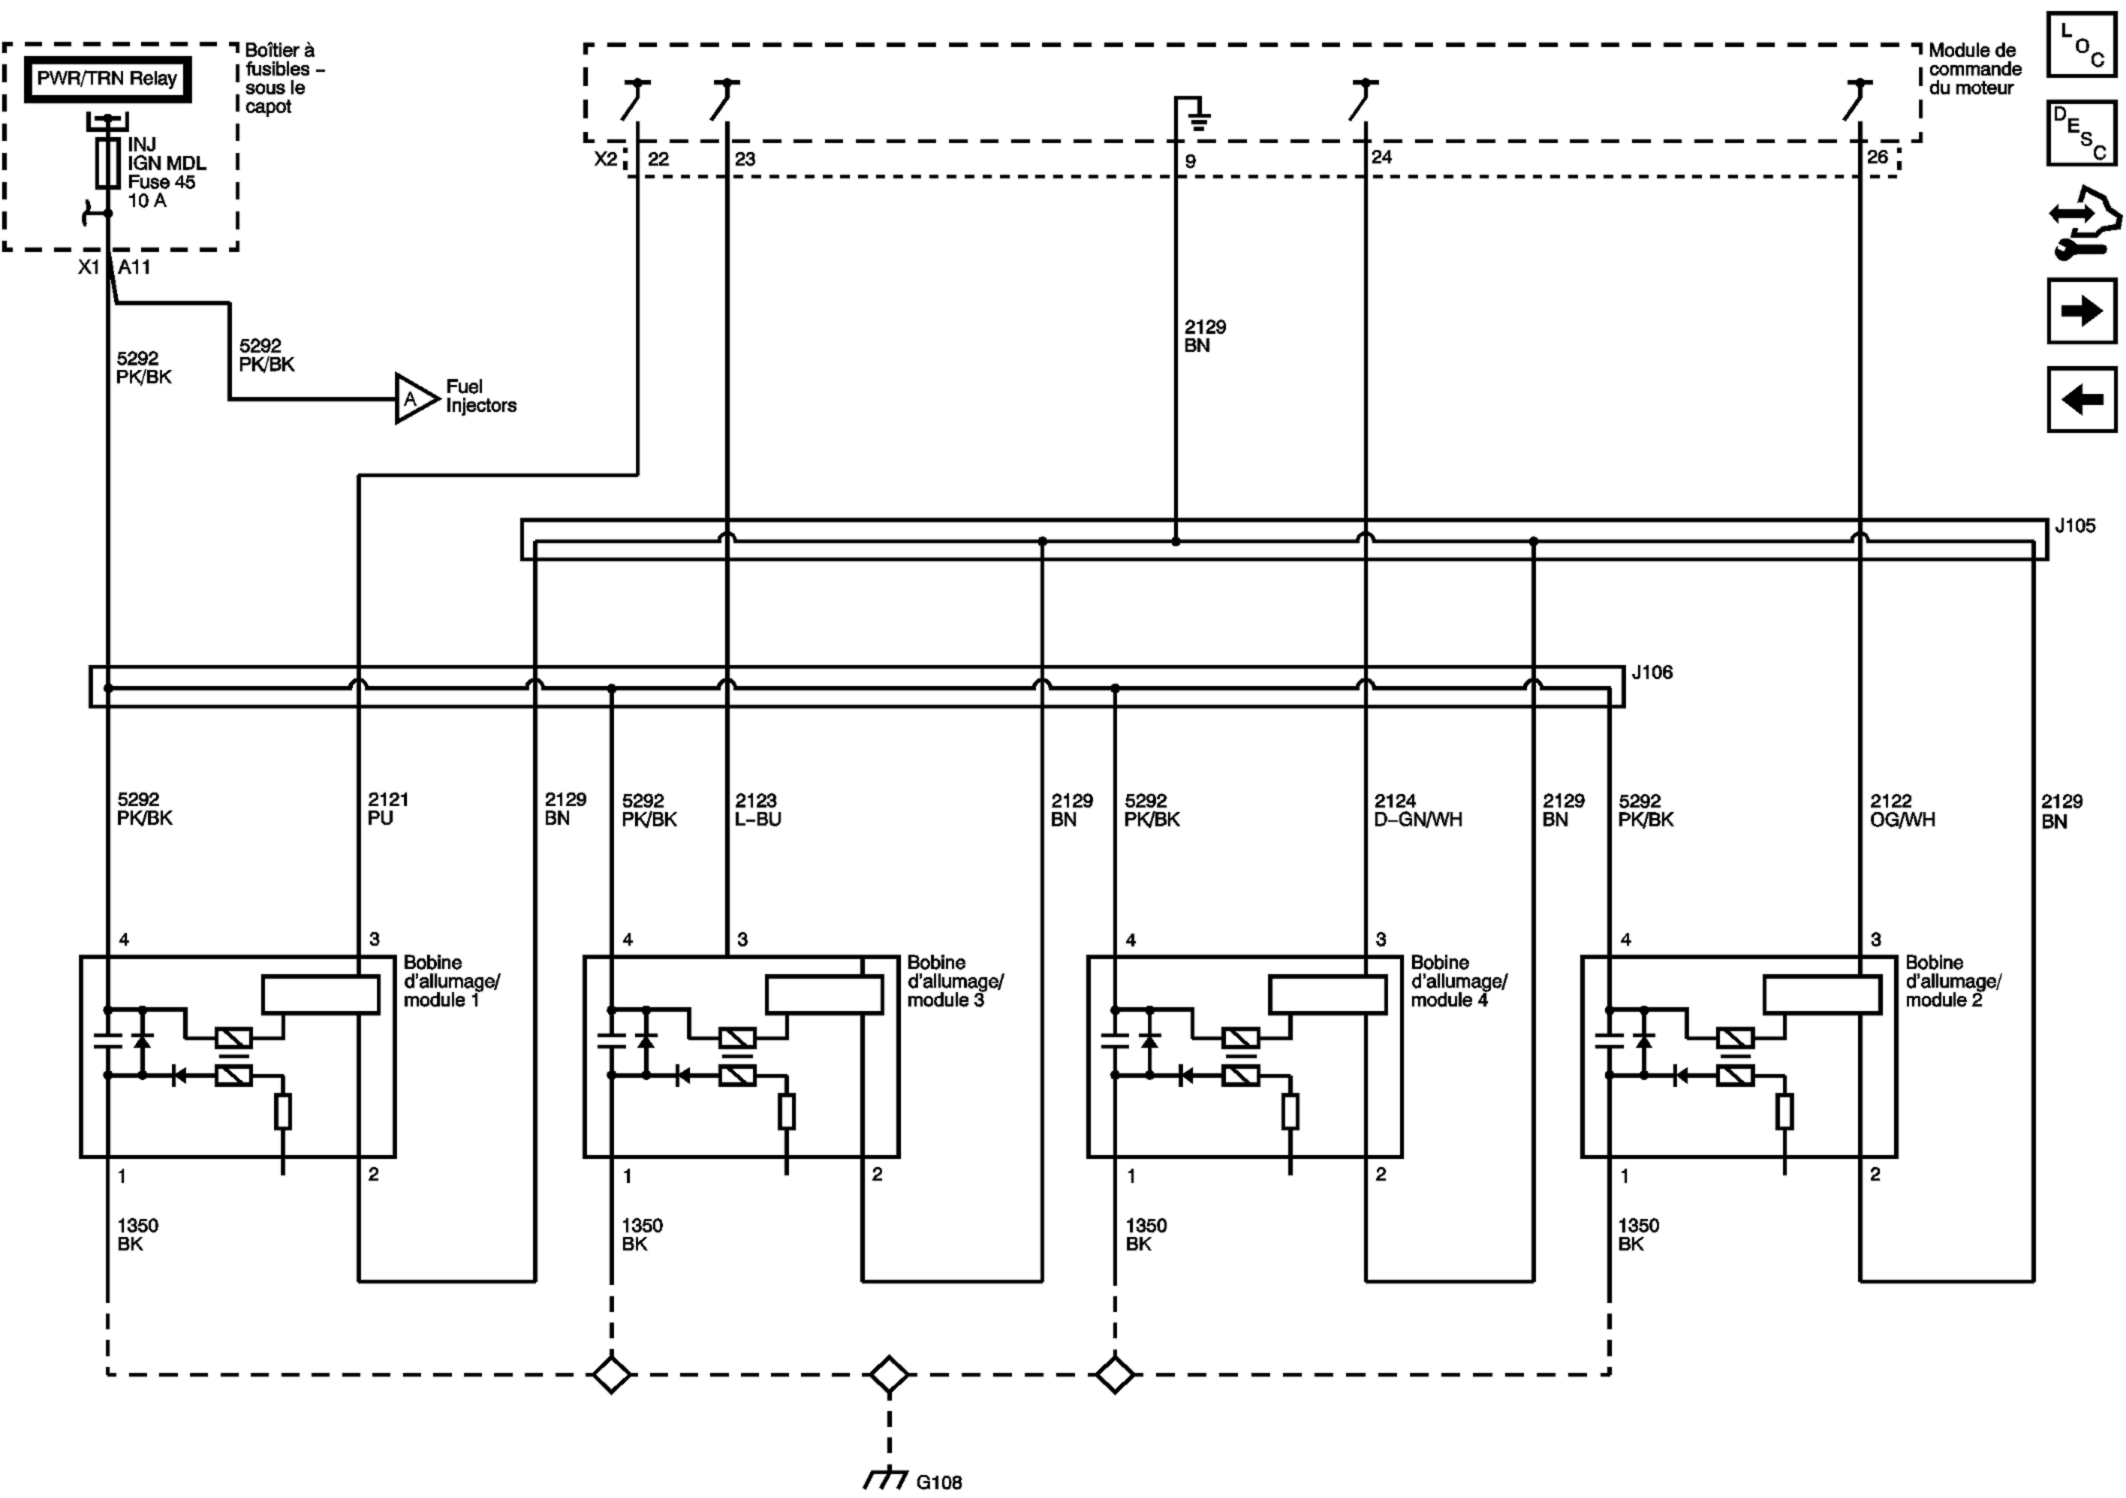 Boîtier à
fusibles –
sous le
capot
PWR/TRN Relay
INJ
IGN MDL
Fuse 45
10 A
X1 A11
Module de
commande
du moteur
X2 22 23 9 24 26
L
O
C
D
E
S
C
5292
PK/BK
5292
PK/BK
A
Fuel
Injectors
2129
BN
J105
J106
5292
PK/BK
2121
PU
2129
BN
5292
PK/BK
2123
L–BU
2129
BN
5292
PK/BK
2124
D–GN/WH
2129
BN
5292
PK/BK
2122
OG/WH
2129
BN
4 3 4 3 4 3 4 3
Bobine
d'allumage/
module 1
Bobine
d'allumage/
module 3
Bobine
d'allumage/
module 4
Bobine
d'allumage/
module 2
1 2 1 2 1 2 1 2
1350
BK
1350
BK
1350
BK
1350
BK
G108